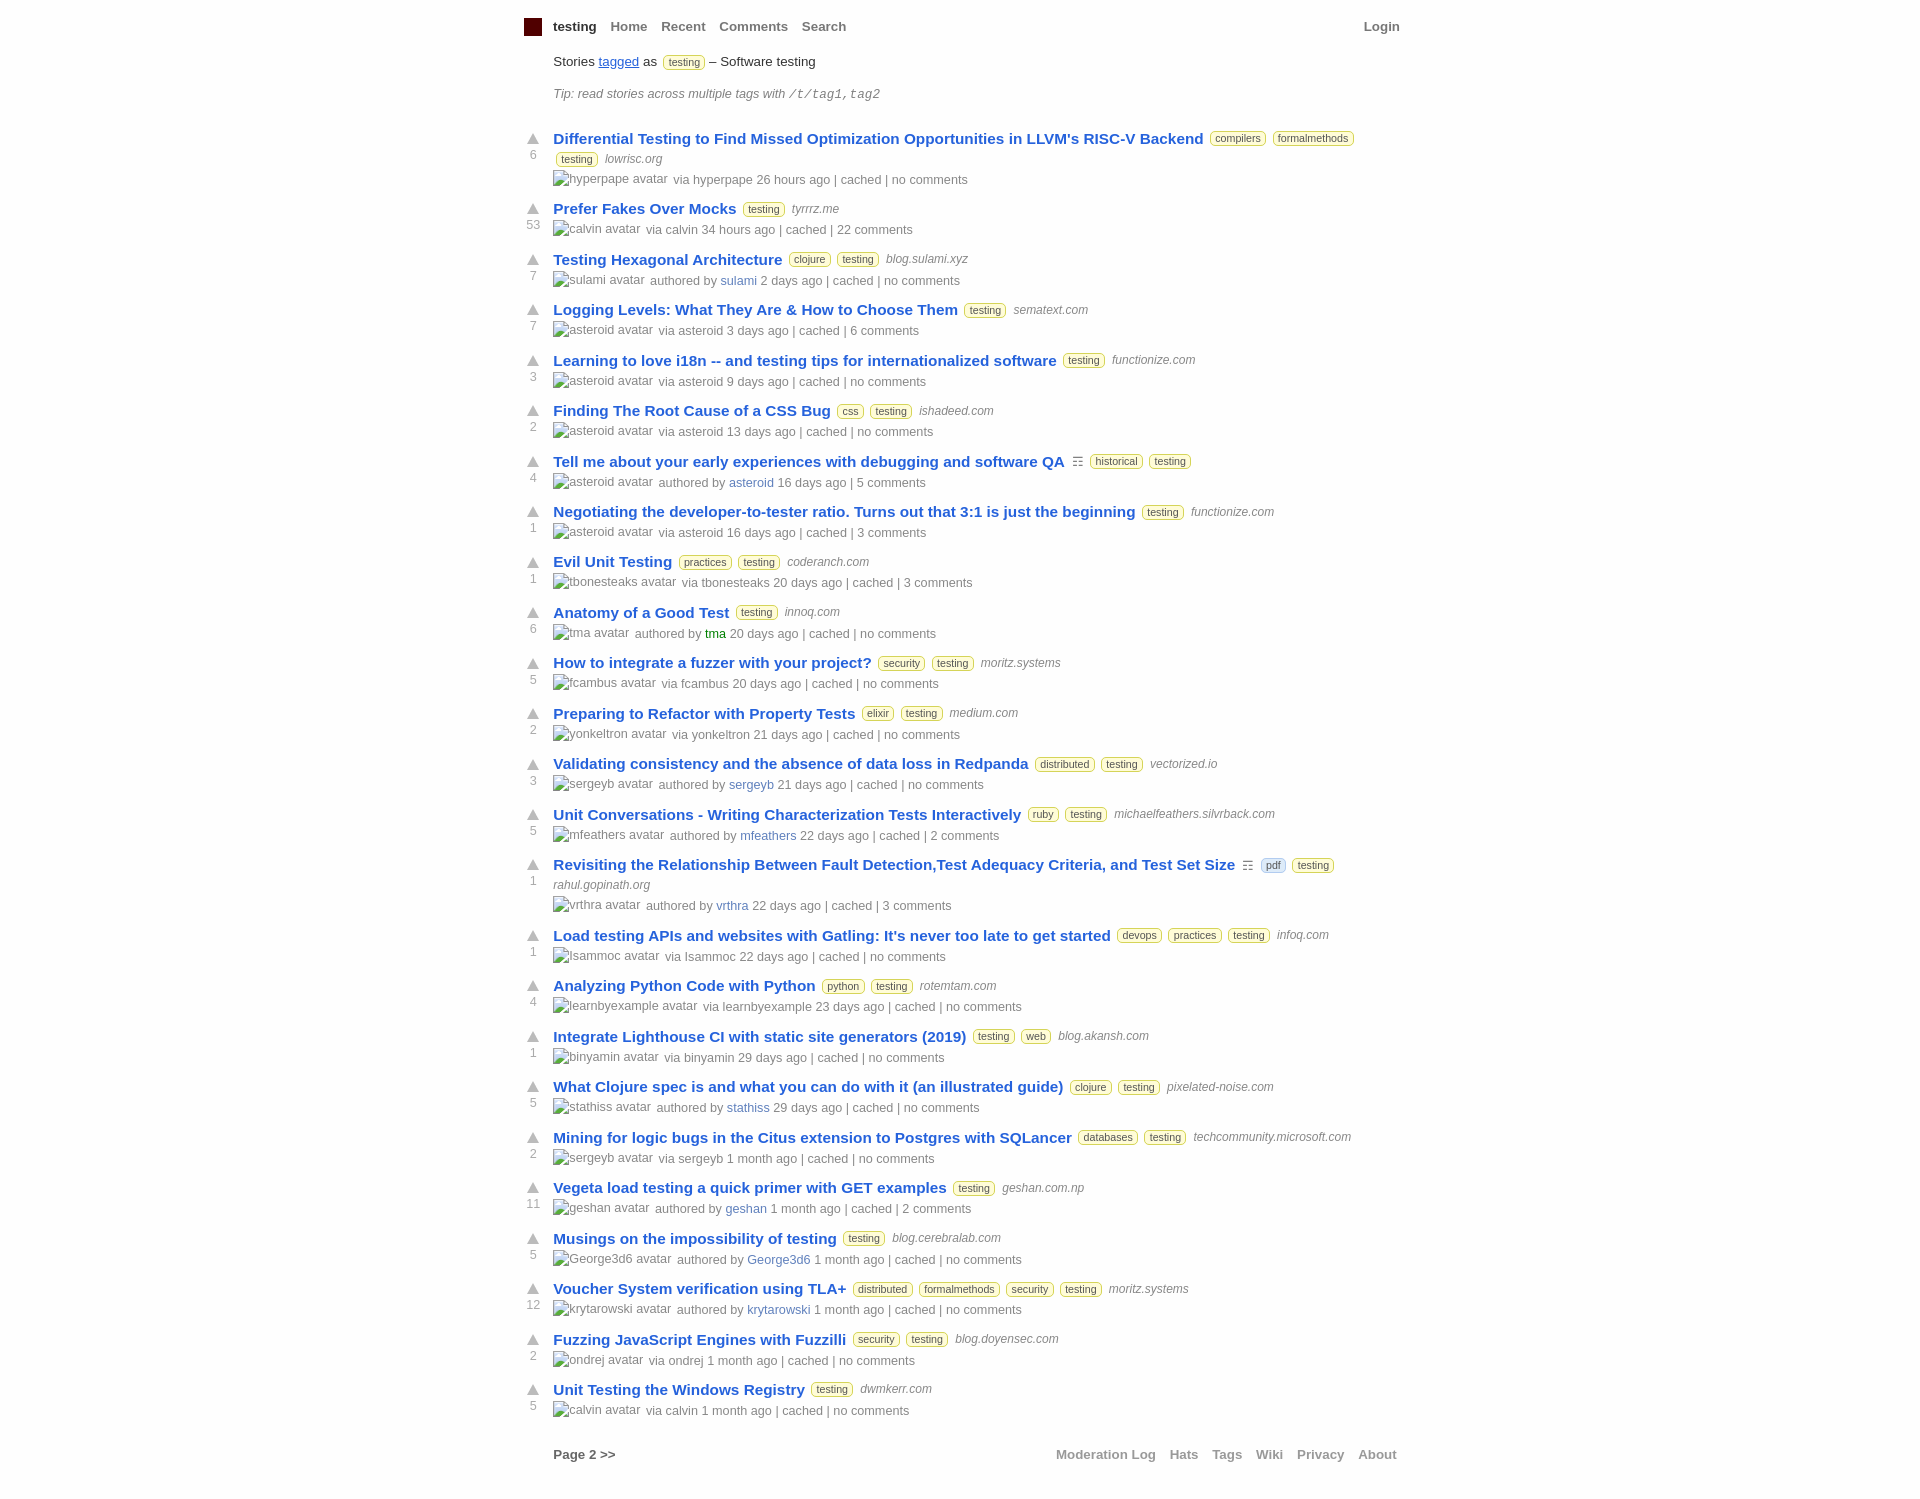 testing Home Recent Comments Search Login
Stories tagged as testing – Software testing
Tip: read stories across multiple tags with /t/tag1,tag2
Differential Testing to Find Missed Optimization Opportunities in LLVM's RISC-V Backend compilers formalmethods
6 testing lowrisc.org
hyperpape avatar via hyperpape 26 hours ago | cached | no comments
Prefer Fakes Over Mocks testing tyrrrz.me
53 calvin avatar via calvin 34 hours ago | cached | 22 comments
Testing Hexagonal Architecture clojure testing blog.sulami.xyz
7 sulami avatar authored by sulami 2 days ago | cached | no comments
Logging Levels: What They Are & How to Choose Them testing sematext.com
7 asteroid avatar via asteroid 3 days ago | cached | 6 comments
Learning to love i18n -- and testing tips for internationalized software testing functionize.com
3 asteroid avatar via asteroid 9 days ago | cached | no comments
Finding The Root Cause of a CSS Bug css testing ishadeed.com
2 asteroid avatar via asteroid 13 days ago | cached | no comments
Tell me about your early experiences with debugging and software QA ☶ historical testing
4 asteroid avatar authored by asteroid 16 days ago | 5 comments
Negotiating the developer-to-tester ratio. Turns out that 3:1 is just the beginning testing functionize.com
1 asteroid avatar via asteroid 16 days ago | cached | 3 comments
Evil Unit Testing practices testing coderanch.com
1 tbonesteaks avatar via tbonesteaks 20 days ago | cached | 3 comments
Anatomy of a Good Test testing innoq.com
6 tma avatar authored by tma 20 days ago | cached | no comments
How to integrate a fuzzer with your project? security testing moritz.systems
5 fcambus avatar via fcambus 20 days ago | cached | no comments
Preparing to Refactor with Property Tests elixir testing medium.com
2 yonkeltron avatar via yonkeltron 21 days ago | cached | no comments
Validating consistency and the absence of data loss in Redpanda distributed testing vectorized.io
3 sergeyb avatar authored by sergeyb 21 days ago | cached | no comments
Unit Conversations - Writing Characterization Tests Interactively ruby testing michaelfeathers.silvrback.com
5 mfeathers avatar authored by mfeathers 22 days ago | cached | 2 comments
Revisiting the Relationship Between Fault Detection,Test Adequacy Criteria, and Test Set Size ☶ pdf testing
1 rahul.gopinath.org
vrthra avatar authored by vrthra 22 days ago | cached | 3 comments
Load testing APIs and websites with Gatling: It's never too late to get started devops practices testing infoq.com
1 lsammoc avatar via lsammoc 22 days ago | cached | no comments
Analyzing Python Code with Python python testing rotemtam.com
4 learnbyexample avatar via learnbyexample 23 days ago | cached | no comments
Integrate Lighthouse CI with static site generators (2019) testing web blog.akansh.com
1 binyamin avatar via binyamin 29 days ago | cached | no comments
What Clojure spec is and what you can do with it (an illustrated guide) clojure testing pixelated-noise.com
5 stathiss avatar authored by stathiss 29 days ago | cached | no comments
Mining for logic bugs in the Citus extension to Postgres with SQLancer databases testing techcommunity.microsoft.com
2 sergeyb avatar via sergeyb 1 month ago | cached | no comments
Vegeta load testing a quick primer with GET examples testing geshan.com.np
11 geshan avatar authored by geshan 1 month ago | cached | 2 comments
Musings on the impossibility of testing testing blog.cerebralab.com
5 George3d6 avatar authored by George3d6 1 month ago | cached | no comments
Voucher System verification using TLA+ distributed formalmethods security testing moritz.systems
12 krytarowski avatar authored by krytarowski 1 month ago | cached | no comments
Fuzzing JavaScript Engines with Fuzzilli security testing blog.doyensec.com
2 ondrej avatar via ondrej 1 month ago | cached | no comments
Unit Testing the Windows Registry testing dwmkerr.com
5 calvin avatar via calvin 1 month ago | cached | no comments
Page 2 >> Moderation Log Hats Tags Wiki Privacy About